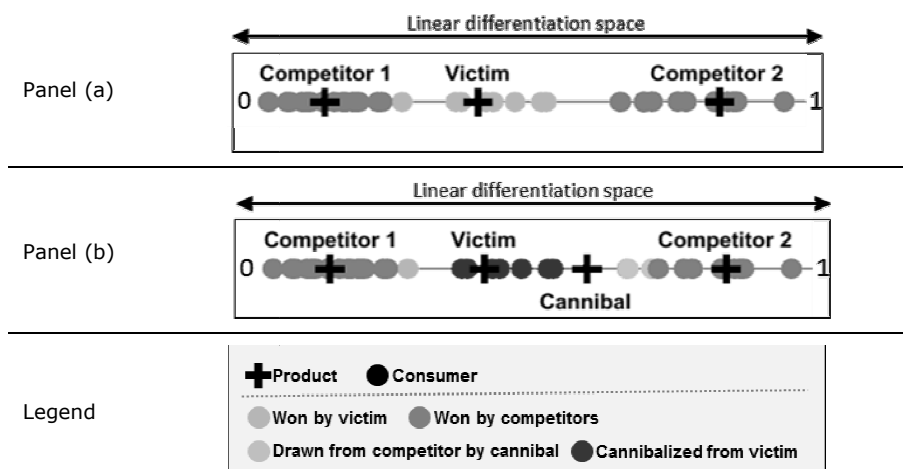 Linear differentiation space
Panel (a)
Competitor 1 Victim Competitor 2
0 1
Linear differentiation space
Panel (b)
Competitor 1 Victim Competitor 2
0 1
Cannibal
Legend
Product Consumer
Won by victim Won by competitors
Drawn from competitor by cannibal Cannibalized from victim